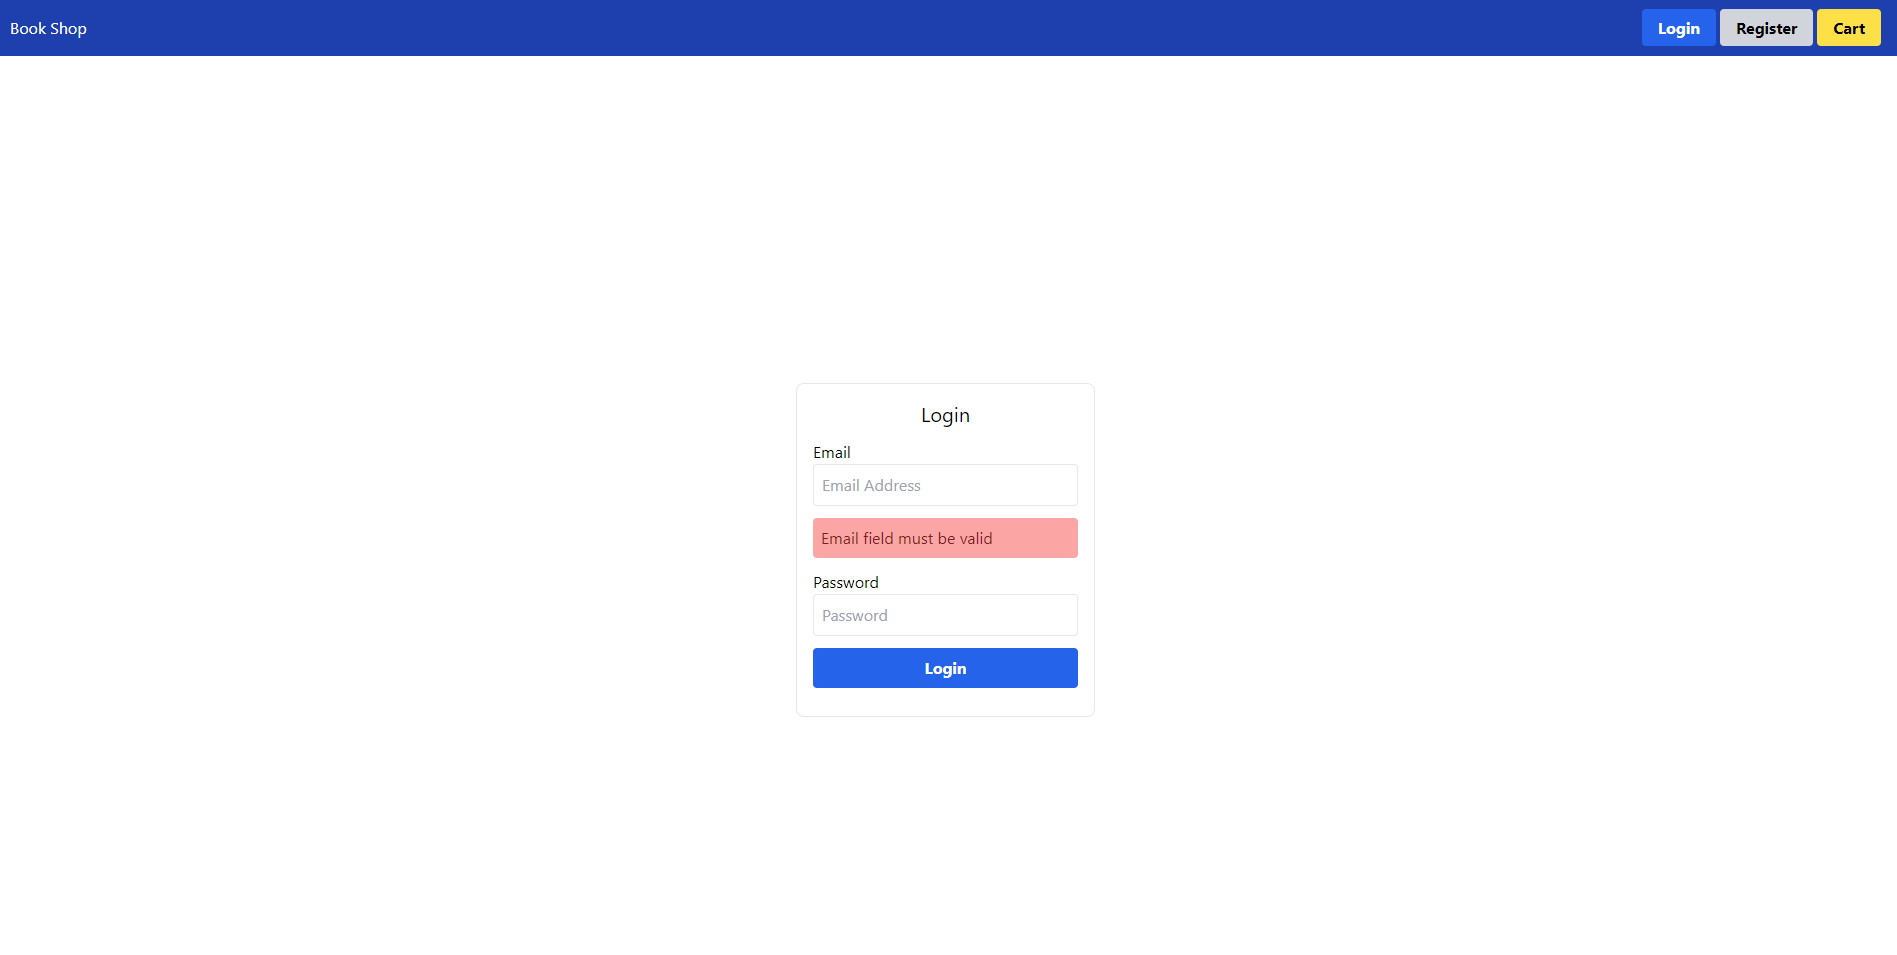 Book Shop
Login Register Cart
Login
Email
Email Address
Email field must be valid
Password
Password
Login